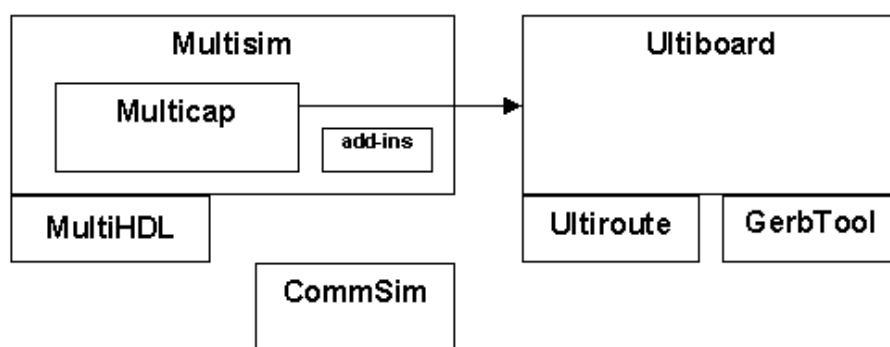 Multisim
Ultiboard
Multicap
add-ins
MultiHDL
Ultiroute
GerbTool
CommSim